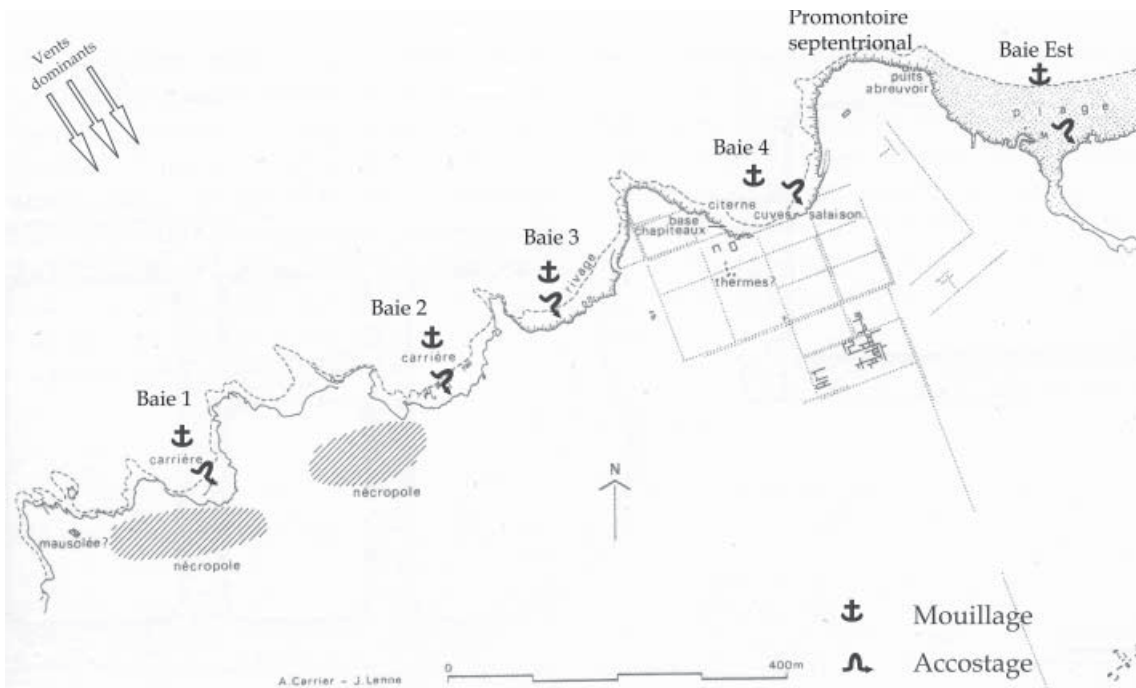 Promontoire
septentrional
Baie Est
Vents
dominants
puits
abreuvoir
plage
Baie 4
citerne
cuves salaison
base
chapiteaux
thermes?
Baie 3
rivage
Baie 2
carrière
Baie 1
carrière
nécropole
mausolée?
nécropole
N
Mouillage
Accostage
0
400m
A.Carrier - J.Lenne